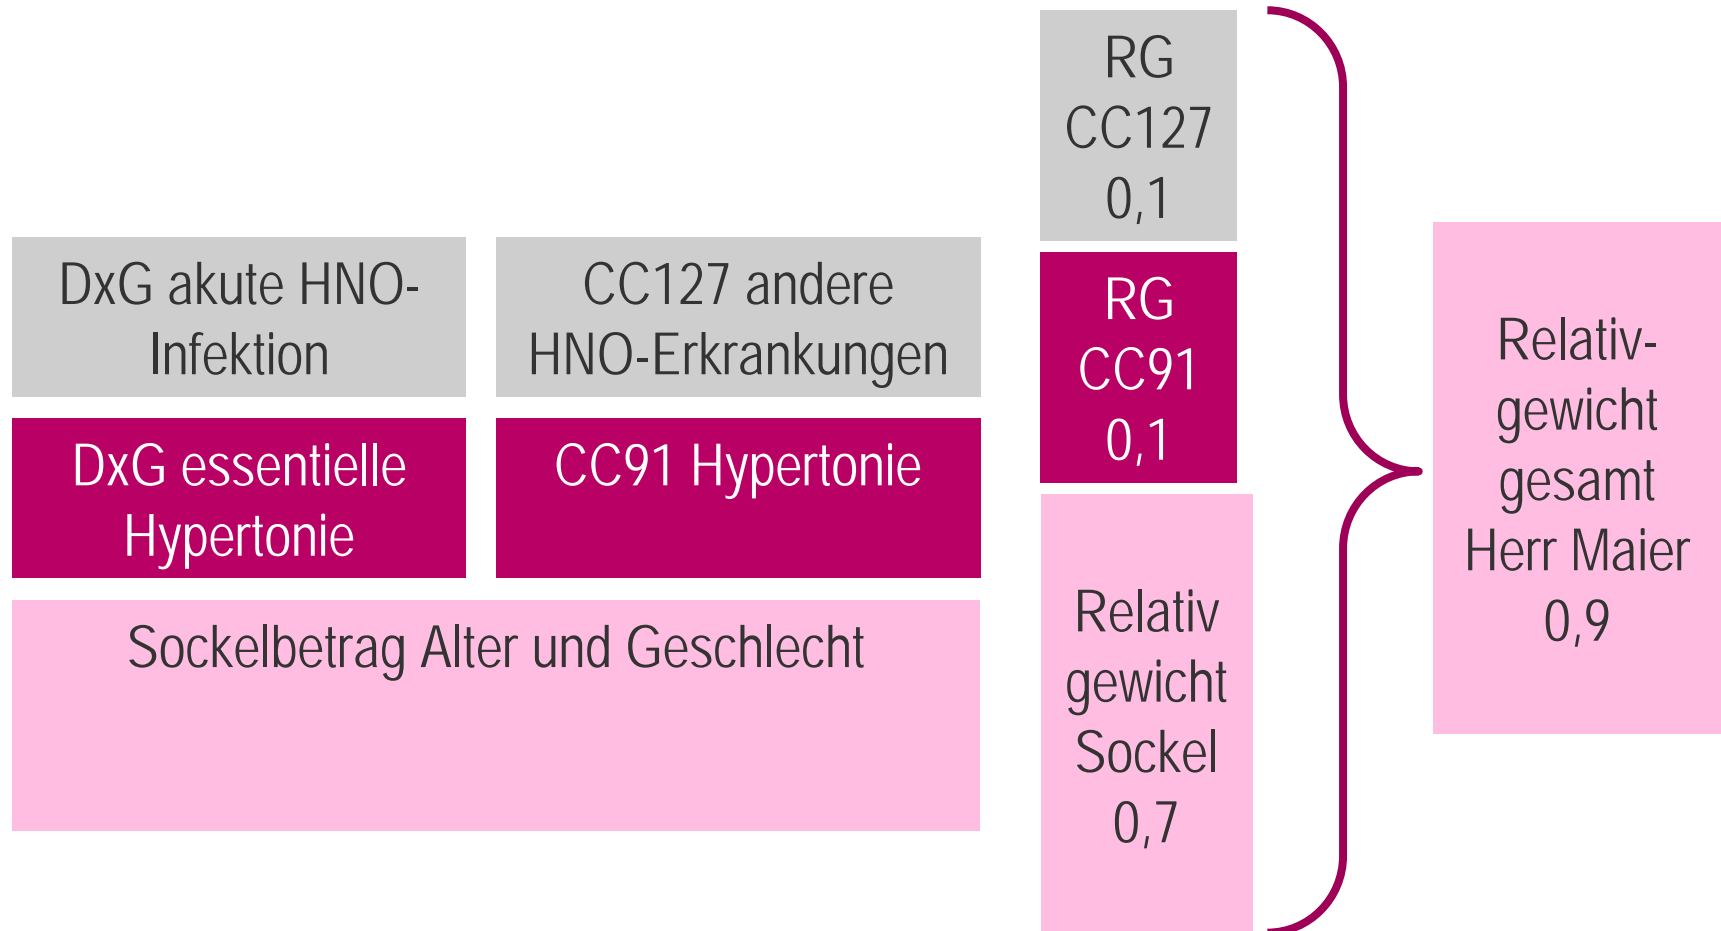 DxG akute HNO-
Infektion
CC127 andere
HNO-Erkrankungen
DxG essentielle
Hypertonie
CC91 Hypertonie
Sockelbetrag Alter und Geschlecht
RG
CC127
0,1
RG
CC91
0,1
Relativ
gewicht
Sockel
0,7
Relativ-
gewicht
gesamt
Herr Maier
0,9